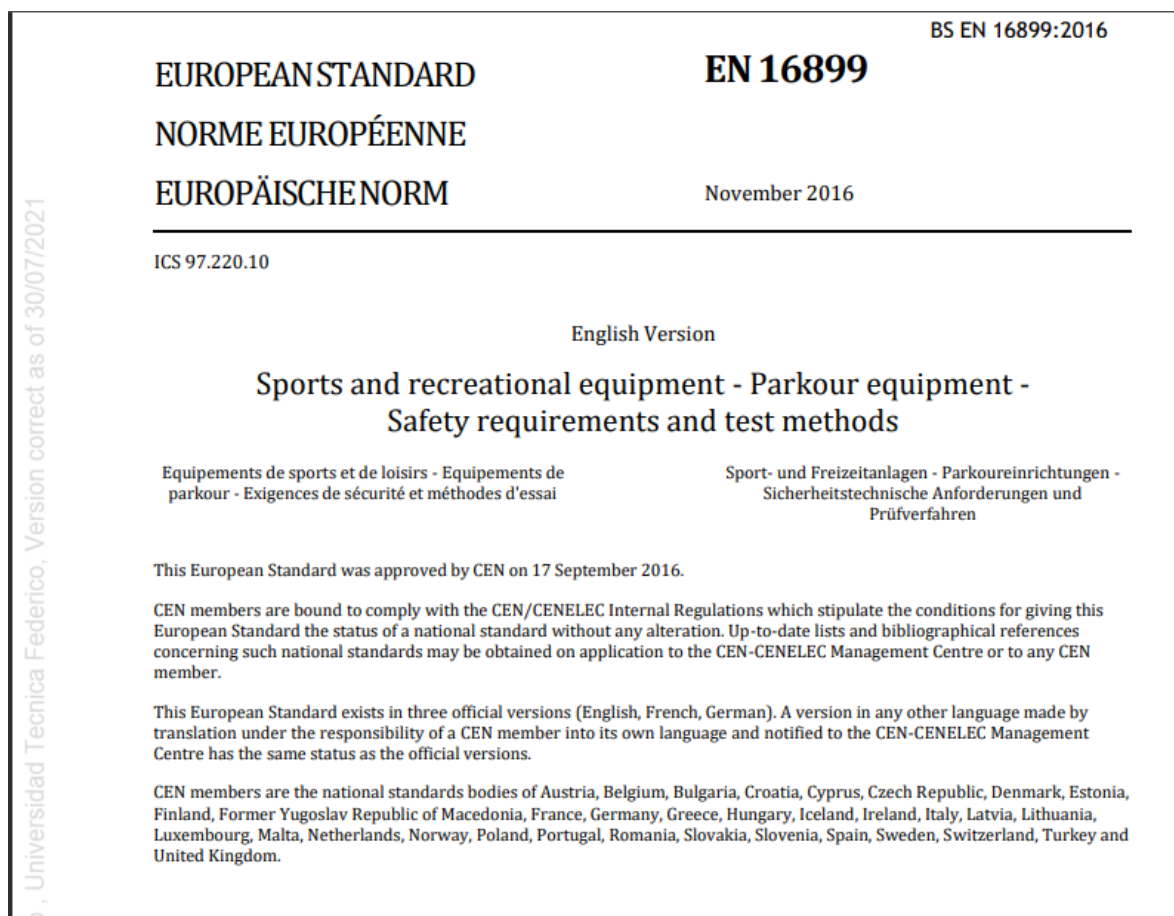 BS EN 16899:2016
EUROPEAN STANDARD
EN 16899
NORME EUROPÉENNE
EUROPÄISCHE NORM
November 2016
ICS 97.220.10
English Version
Sports and recreational equipment - Parkour equipment -
Safety requirements and test methods
Equipements de sports et de loisirs - Equipements de
parkour - Exigences de sécurité et méthodes d'essai
Sport- und Freizeitanlagen - Parkoureinrichtungen -
Sicherheitstechnische Anforderungen und
Prüfverfahren
This European Standard was approved by CEN on 17 September 2016.
CEN members are bound to comply with the CEN/CENELEC Internal Regulations which stipulate the conditions for giving this
European Standard the status of a national standard without any alteration. Up-to-date lists and bibliographical references
concerning such national standards may be obtained on application to the CEN-CENELEC Management Centre or to any CEN
member.
This European Standard exists in three official versions (English, French, German). A version in any other language made by
translation under the responsibility of a CEN member into its own language and notified to the CEN-CENELEC Management
Centre has the same status as the official versions.
CEN members are the national standards bodies of Austria, Belgium, Bulgaria, Croatia, Cyprus, Czech Republic, Denmark, Estonia,
Finland, Former Yugoslav Republic of Macedonia, France, Germany, Greece, Hungary, Iceland, Ireland, Italy, Latvia, Lithuania,
Luxembourg, Malta, Netherlands, Norway, Poland, Portugal, Romania, Slovakia, Slovenia, Spain, Sweden, Switzerland, Turkey and
United Kingdom.
, Universidad Tecnica Federico, Version correct as of 30/07/2021